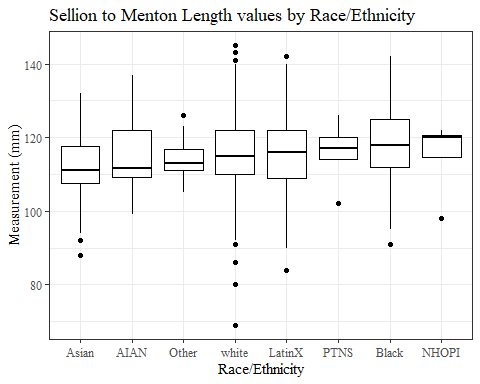 Sellion to Menton Length values by Race/Ethnicity
Measurement (mm)
140
120
100
80
Asian AIAN Other white LatinX PTNS Black NHOPI
Race/Ethnicity